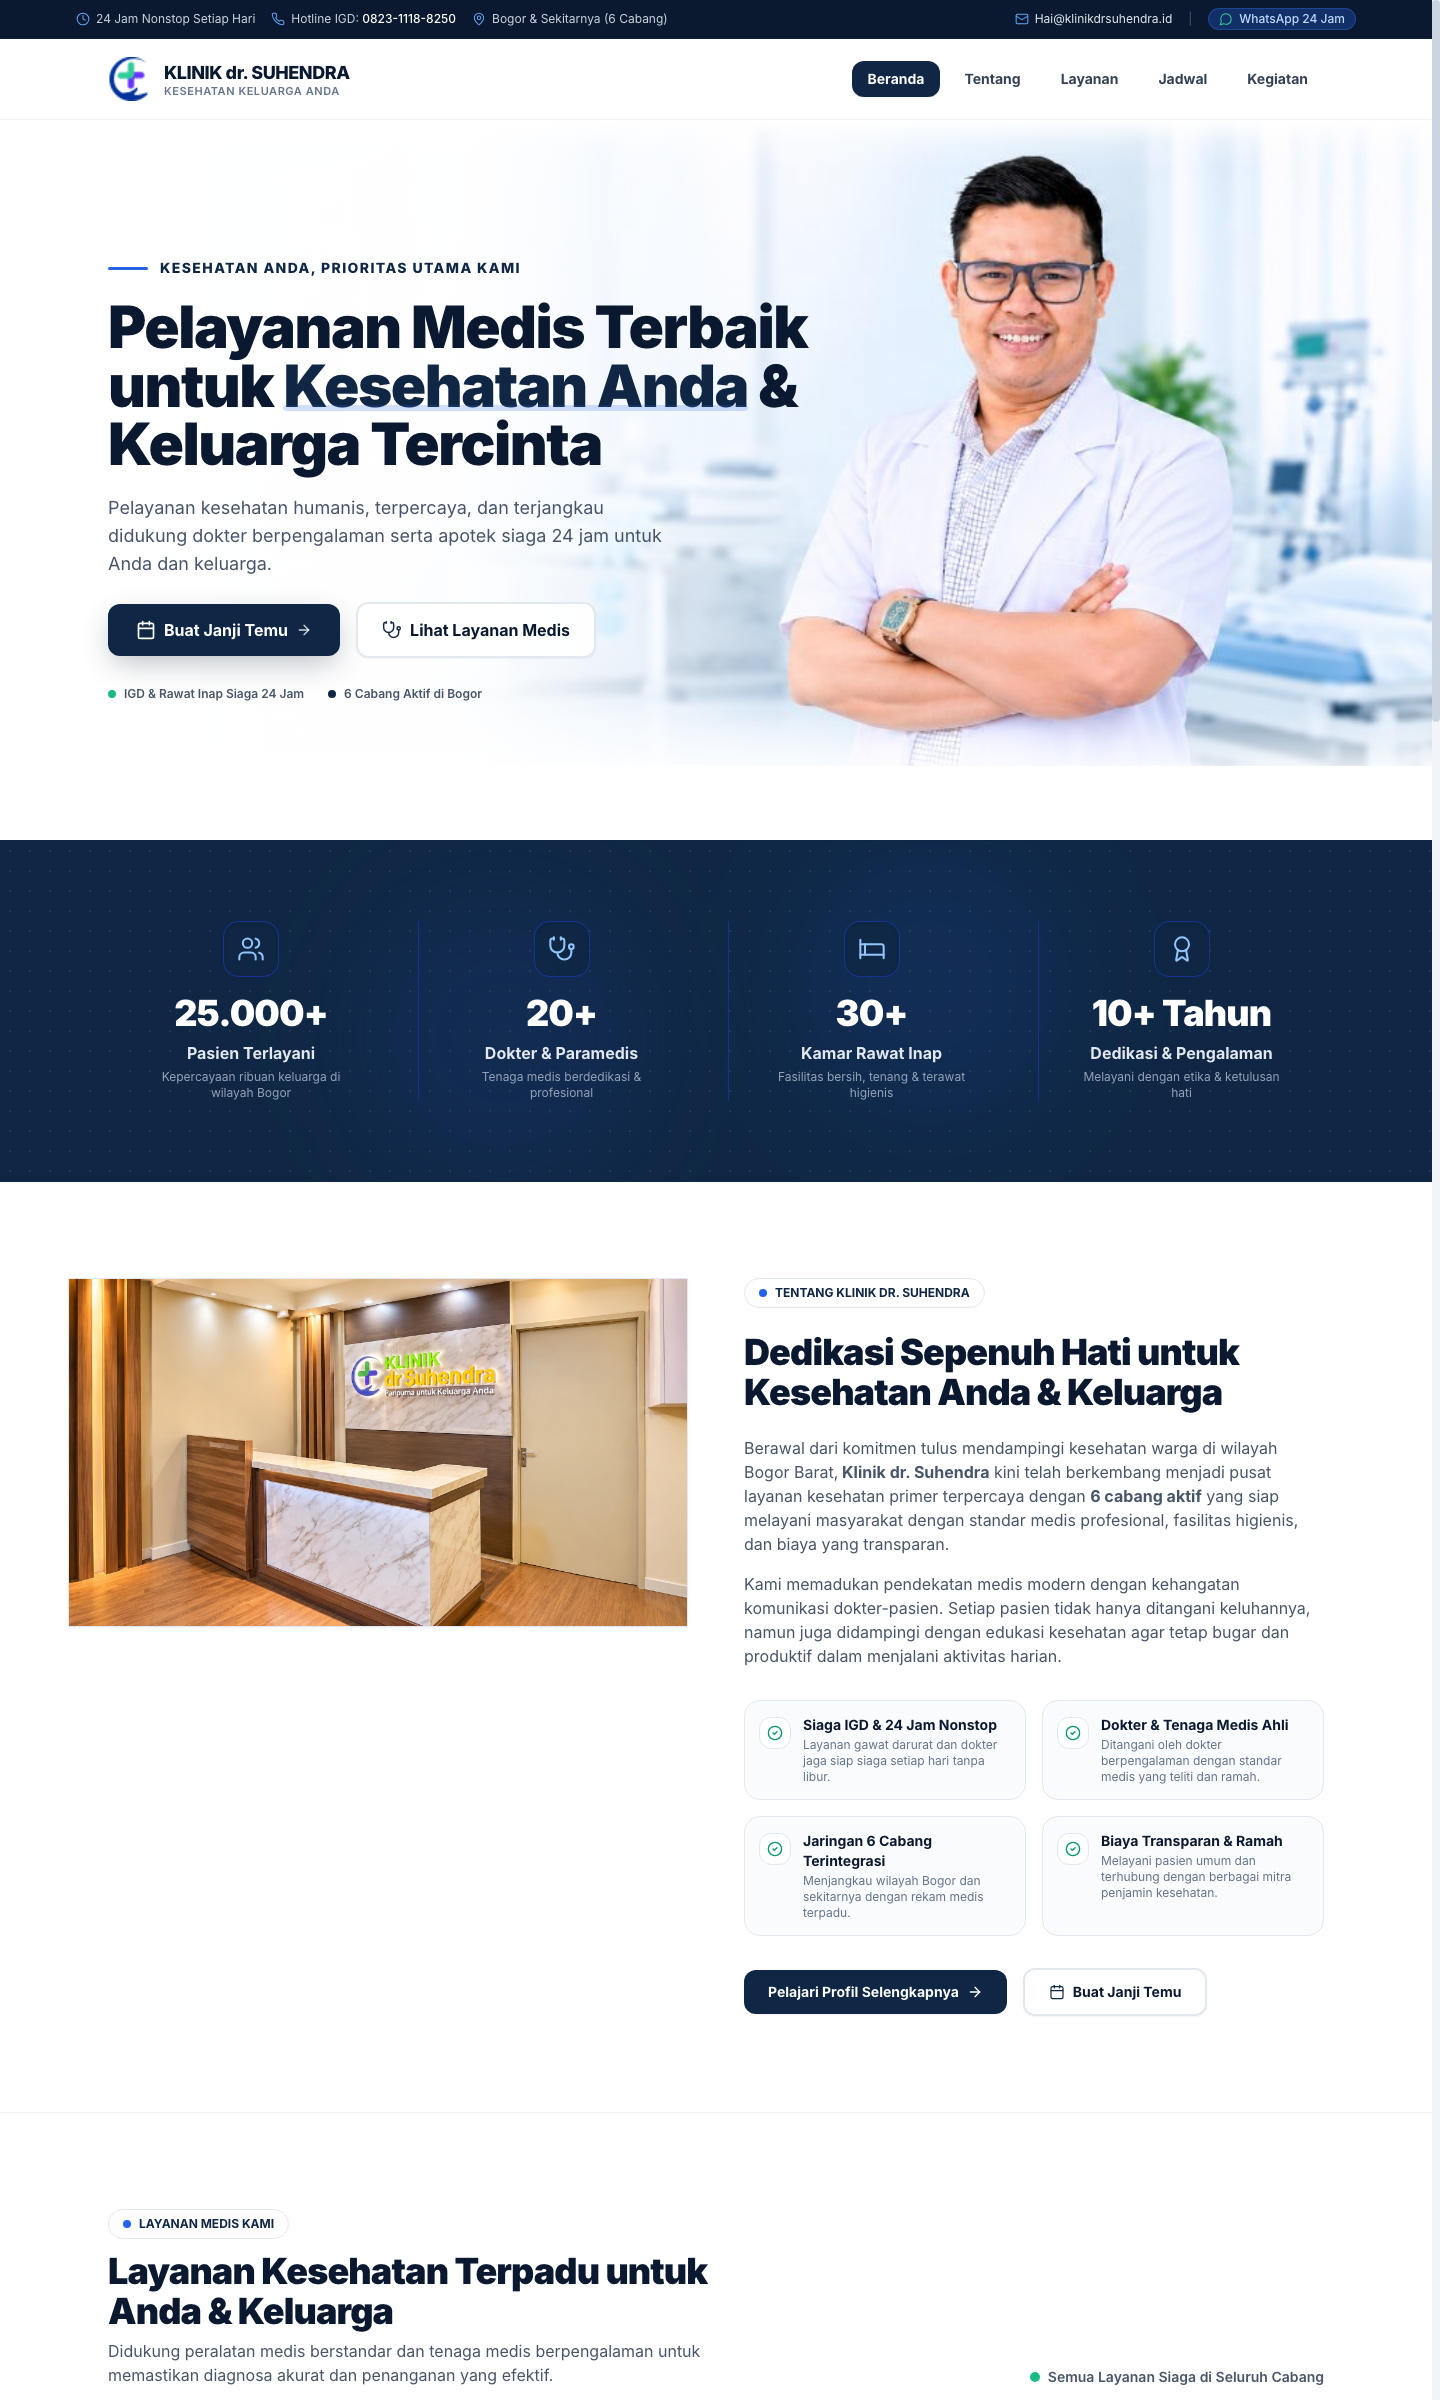 24 Jam Nonstop Setiap Hari
Hotline IGD: 0823-1118-8250
Bogor & Sekitarnya (6 Cabang)
Hai@klinikdrsuhendra.id
WhatsApp 24 Jam
KLINIK dr. SUHENDRA
KESEHATAN KELUARGA ANDA
Beranda
Tentang
Layanan
Jadwal
Kegiatan
KESEHATAN ANDA, PRIORITAS UTAMA KAMI
Pelayanan Medis Terbaik
untuk Kesehatan Anda &
Keluarga Tercinta
Pelayanan kesehatan humanis, terpercaya, dan terjangkau
didukung dokter berpengalaman serta apotek siaga 24 jam untuk
Anda dan keluarga.
Buat Janji Temu
Lihat Layanan Medis
IGD & Rawat Inap Siaga 24 Jam
6 Cabang Aktif di Bogor
25.000+
Pasien Terlayani
Kepercayaan ribuan keluarga di
wilayah Bogor
20+
Dokter & Paramedis
Tenaga medis berdedikasi &
profesional
30+
Kamar Rawat Inap
Fasilitas bersih, tenang & terawat
higienis
10+ Tahun
Dedikasi & Pengalaman
Melayani dengan etika & ketulusan
hati
KLINIK
dr Suhendra
Paripurna untuk Keluarga Anda
TENTANG KLINIK DR. SUHENDRA
Dedikasi Sepenuh Hati untuk
Kesehatan Anda & Keluarga
Berawal dari komitmen tulus mendampingi kesehatan warga di wilayah
Bogor Barat, Klinik dr. Suhendra kini telah berkembang menjadi pusat
layanan kesehatan primer terpercaya dengan 6 cabang aktif yang siap
melayani masyarakat dengan standar medis profesional, fasilitas higienis,
dan biaya yang transparan.
Kami memadukan pendekatan medis modern dengan kehangatan
komunikasi dokter-pasien. Setiap pasien tidak hanya ditangani keluhannya,
namun juga didampingi dengan edukasi kesehatan agar tetap bugar dan
produktif dalam menjalani aktivitas harian.
Siaga IGD & 24 Jam Nonstop
Layanan gawat darurat dan dokter
jaga siap siaga setiap hari tanpa
libur.
Dokter & Tenaga Medis Ahli
Ditangani oleh dokter
berpengalaman dengan standar
medis yang teliti dan ramah.
Jaringan 6 Cabang
Terintegrasi
Menjangkau wilayah Bogor dan
sekitarnya dengan rekam medis
terpadu.
Biaya Transparan & Ramah
Melayani pasien umum dan
terhubung dengan berbagai mitra
penjamin kesehatan.
Pelajari Profil Selengkapnya
Buat Janji Temu
LAYANAN MEDIS KAMI
Layanan Kesehatan Terpadu untuk
Anda & Keluarga
Didukung peralatan medis berstandar dan tenaga medis berpengalaman untuk
memastikan diagnosa akurat dan penanganan yang efektif.
Semua Layanan Siaga di Seluruh Cabang